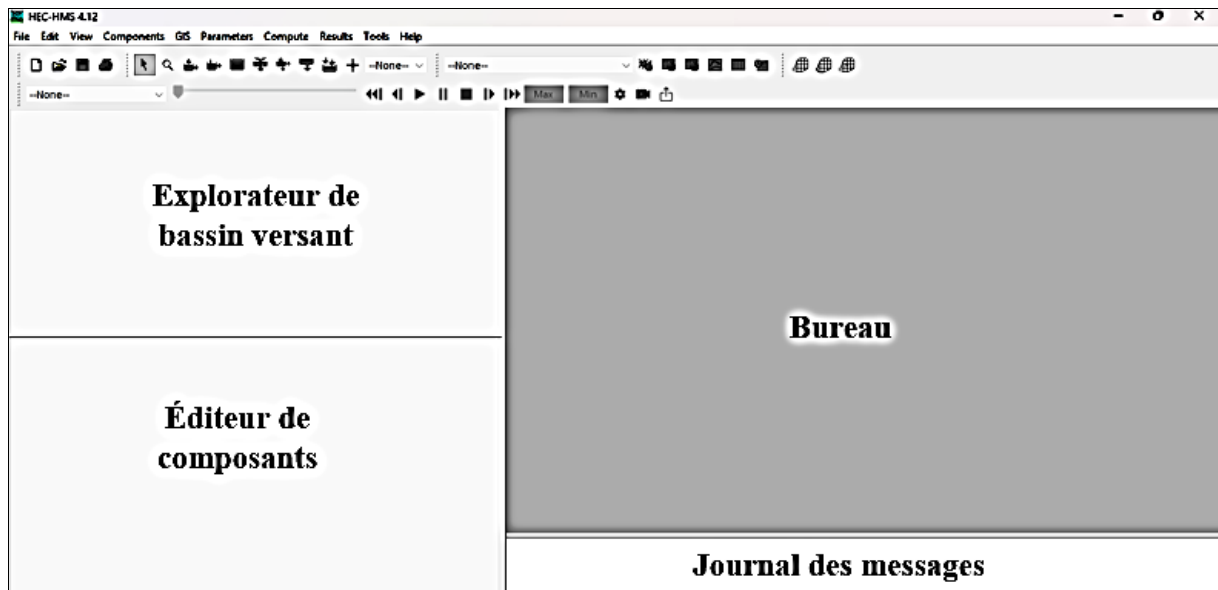 HEC-HMS 4.12
File Edit View Components GIS Parameters Compute Results Tools Help
--None-- --None--
--None-- Max Min
Explorateur de
bassin versant
Bureau
Éditeur de
composants
Journal des messages